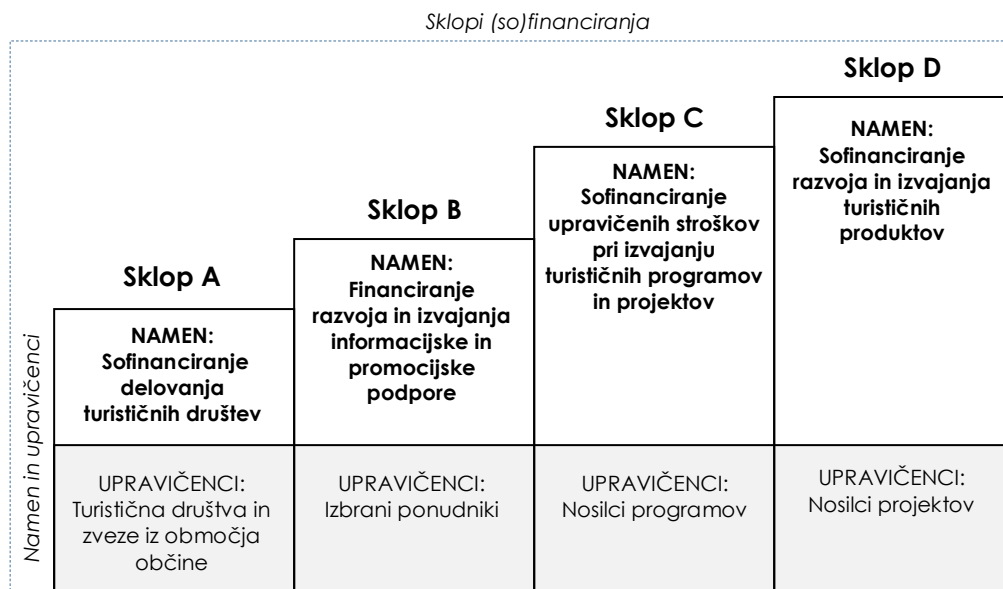 Sklopi (so)financiranja
Namen in upravičenci
Sklop A
NAMEN:
Sofinanciranje
delovanja
turističnih društev
UPRAVIČENCI:
Turistična društva in
zveze iz območja
občine
Sklop B
NAMEN:
Financiranje
razvoja in izvajanja
informacijske in
promocijske
podpore
UPRAVIČENCI:
Izbrani ponudniki
Sklop C
NAMEN:
Sofinanciranje
upravičenih stroškov
pri izvajanju
turističnih programov
in projektov
UPRAVIČENCI:
Nosilci programov
Sklop D
NAMEN:
Sofinanciranje
razvoja in izvajanja
turističnih
produktov
UPRAVIČENCI:
Nosilci projektov